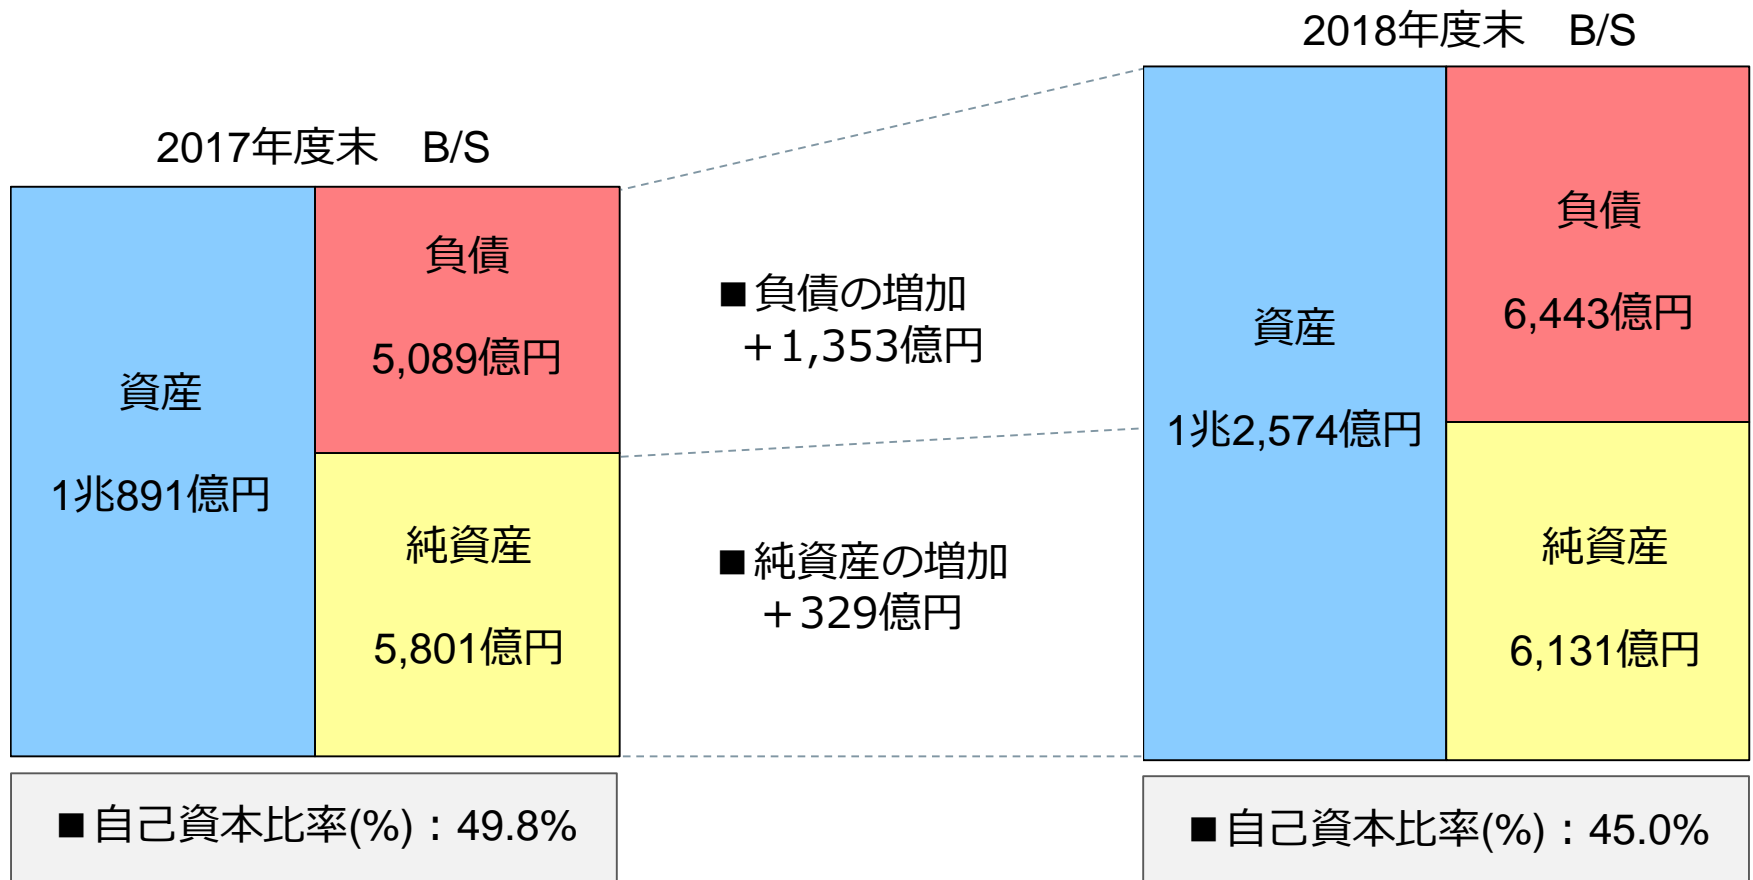 2017年度末　B/S
資産
1兆891億円
負債
5,089億円
純資産
5,801億円
■自己資本比率(%)：49.8%
■負債の増加
＋1,353億円
■純資産の増加
＋329億円
2018年度末　B/S
資産
1兆2,574億円
負債
6,443億円
純資産
6,131億円
■自己資本比率(%)：45.0%